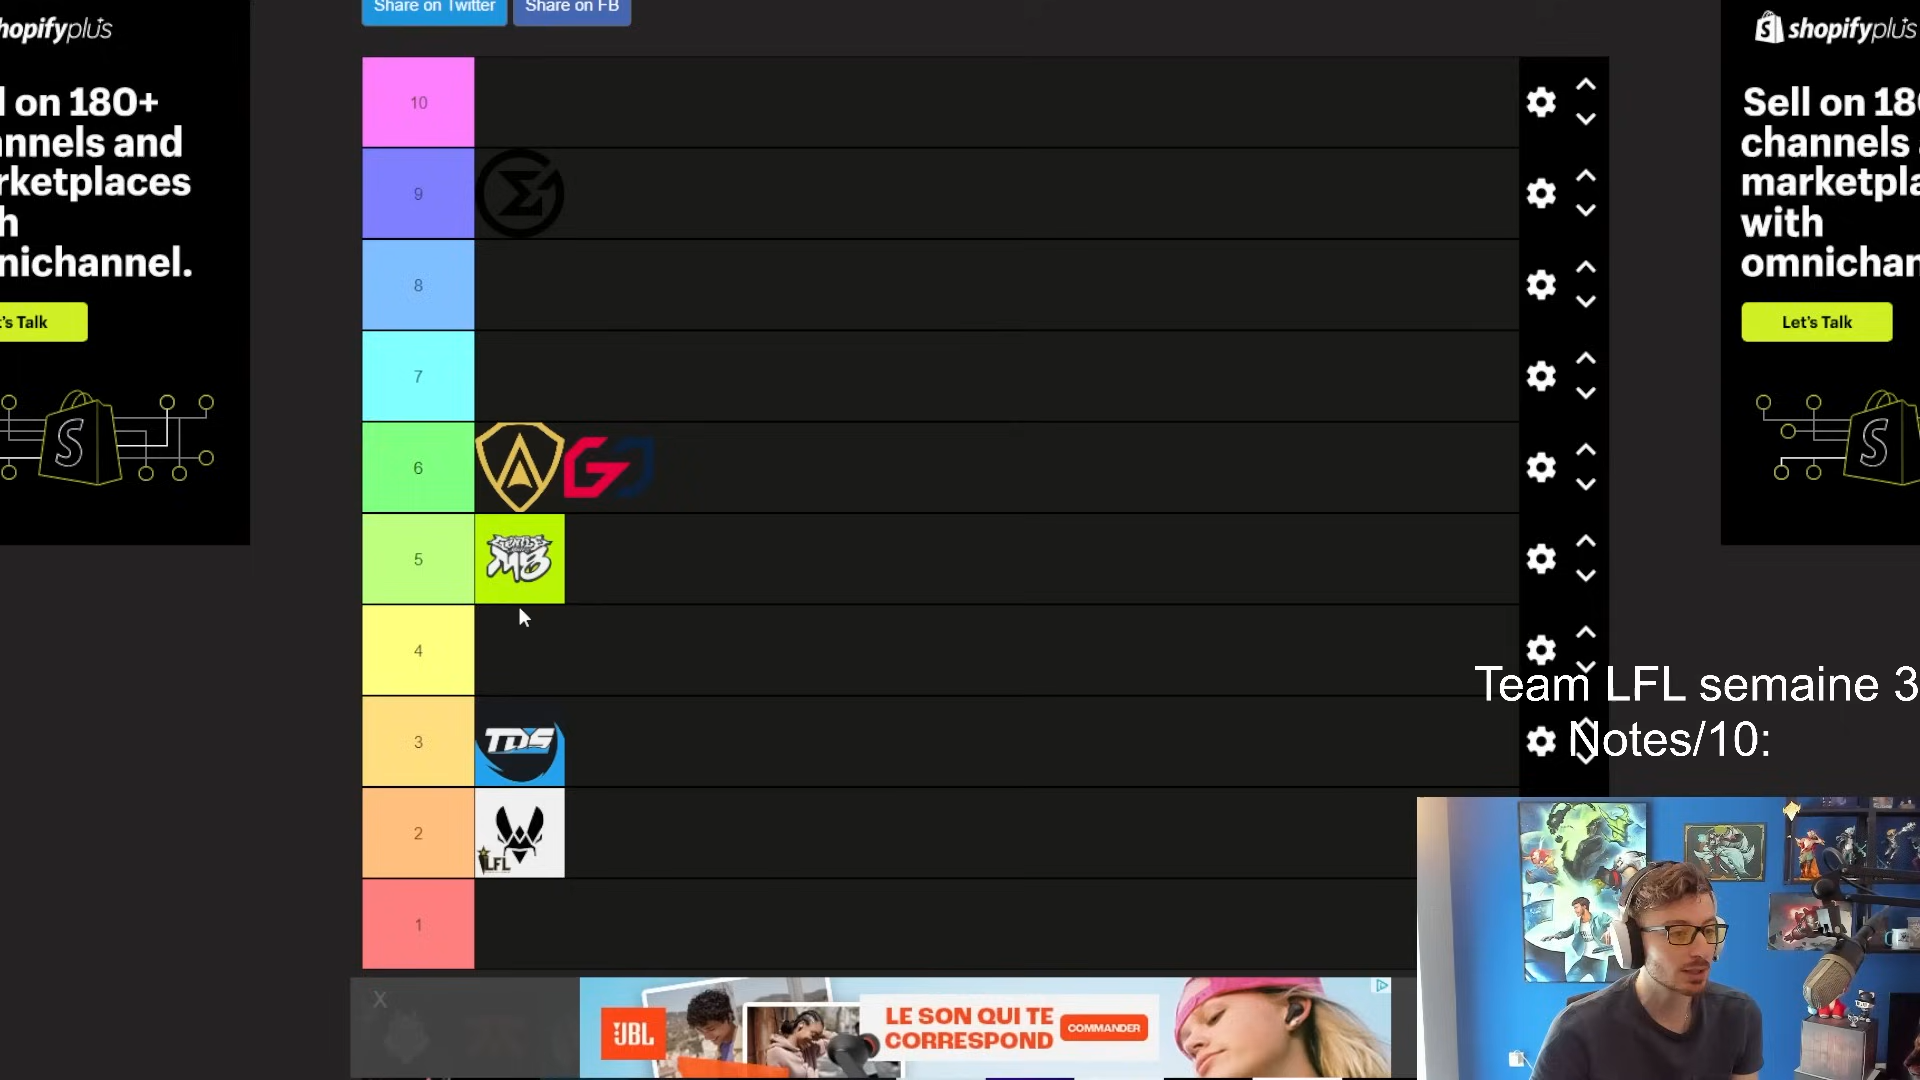 Share on Twitter
Share on FB
hopifyplus
l on 180+
nnels and
rketplaces
h
nichannel.
's Talk
S
shopifyplus
Sell on 18
channels
marketpla
with
omnichan
Let's Talk
S
10
9
8
7
6
5
GENTLE
M8
4
3
TDS
2
LFL
1
Team LFL semaine 3
Notes/10:
X
JBL
LE SON QUI TE
CORRESPOND
COMMANDER